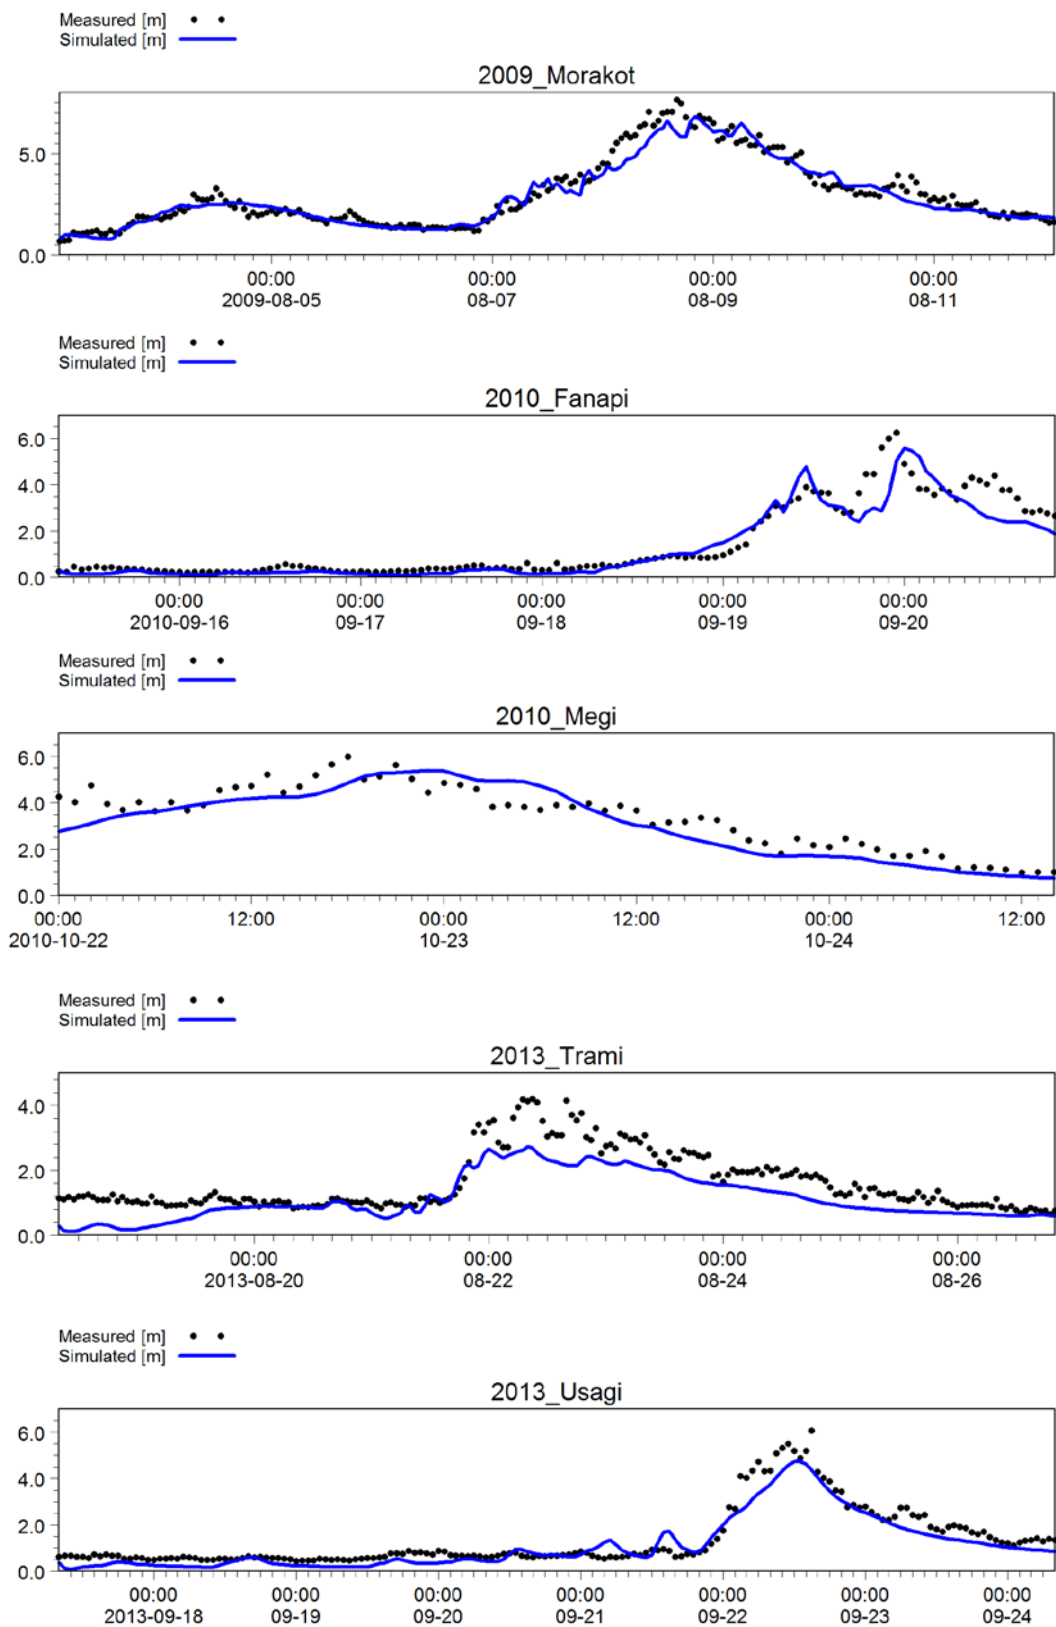 Measured [m]
Simulated [m]
2009_Morakot
5.0
0.0
00:00 00:00 00:00 00:00
2009-08-05 08-07 08-09 08-11
Measured [m]
Simulated [m]
2010_Fanapi
6.0
4.0
2.0
0.0
00:00 00:00 00:00 00:00 00:00
2010-09-16 09-17 09-18 09-19 09-20
Measured [m]
Simulated [m]
2010_Megi
6.0
4.0
2.0
0.0
00:00 12:00 00:00 12:00 00:00 12:00
2010-10-22 10-23 10-24
Measured [m]
Simulated [m]
2013_Trami
4.0
2.0
0.0
00:00 00:00 00:00 00:00
2013-08-20 08-22 08-24 08-26
Measured [m]
Simulated [m]
2013_Usagi
6.0
4.0
2.0
0.0
00:00 00:00 00:00 00:00 00:00 00:00 00:00
2013-09-18 09-19 09-20 09-21 09-22 09-23 09-24